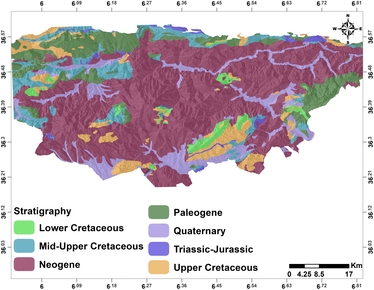 6 6.09 6.18 6.27 6.36 6.45 6.54 6.63 6.72 6.81
N
W E
S
36.57 36.57
36.48 36.48
36.39 36.39
36.3 36.3
36.21 36.21
36.12 36.12
36.03 36.03
Stratigraphy
Lower Cretaceous
Mid-Upper Cretaceous
Neogene
Paleogene
Quaternary
Triassic-Jurassic
Upper Cretaceous
Km
0 4.25 8.5 17
6 6.09 6.18 6.27 6.36 6.45 6.54 6.63 6.72 6.81